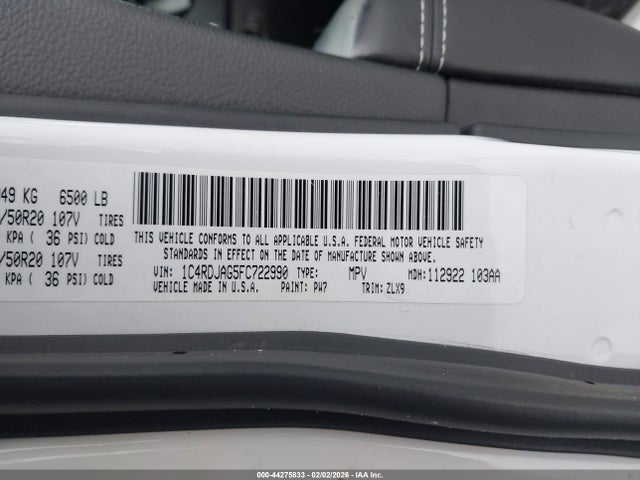 49 KG 6500 LB
/50R20 107V TIRES
KPA ( 36 PSI) COLD
/50R20 107V TIRES
KPA ( 36 PSI) COLD
THIS VEHICLE CONFORMS TO ALL APPLICABLE U.S.A. FEDERAL MOTOR VEHICLE SAFETY
STANDARDS IN EFFECT ON THE DATE OF MANUFACTURE SHOWN ABOVE
VIN: 1C4RDJAG5FC722990 TYPE: MPV MDH: 112922 103AA
VEHICLE MADE IN U.S.A. PAINT: PW7 TRIM: ZLX9
000-44275833 - 02/02/2026 - IAA Inc.